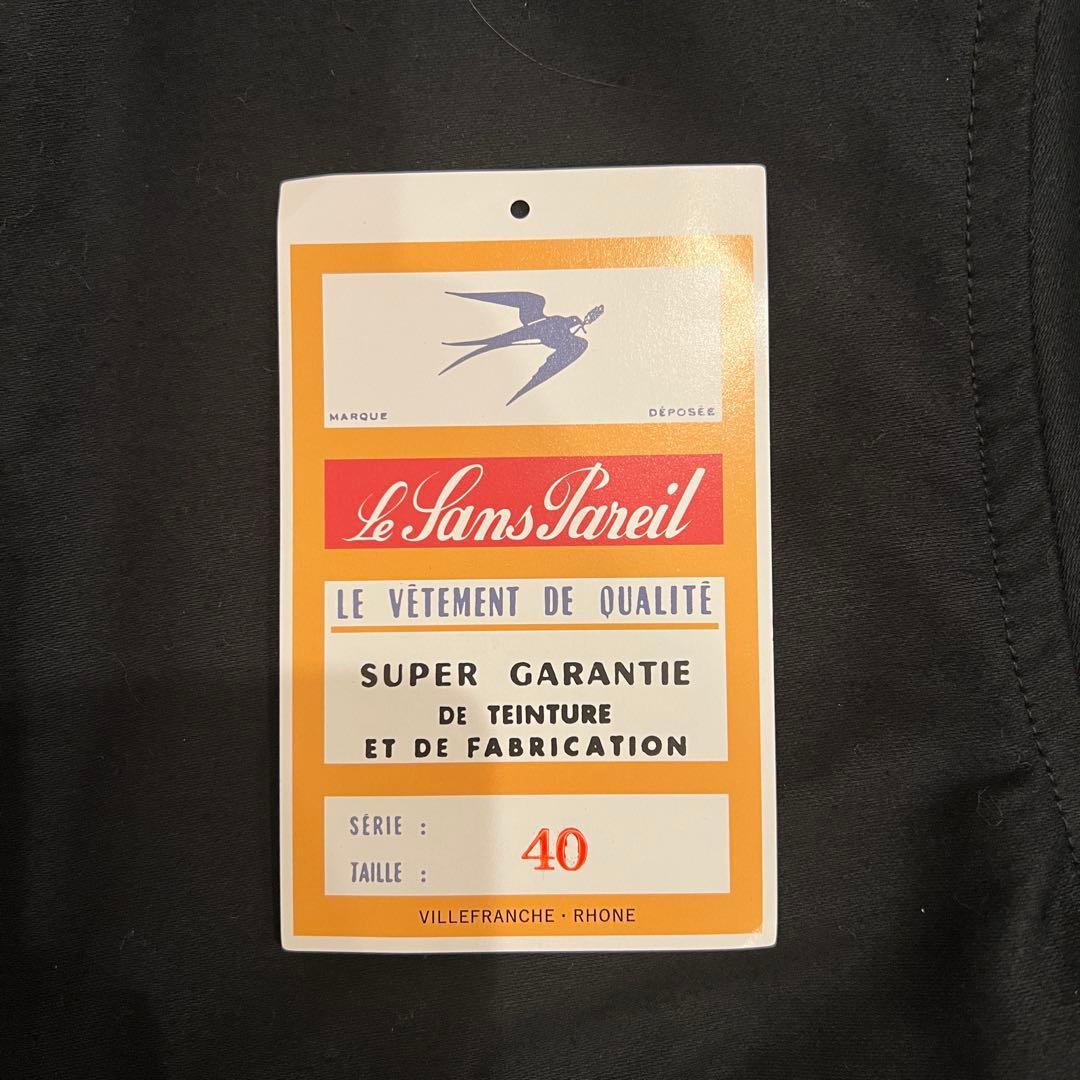 MARQUE DÉPOSÉE
Le Sans Pareil
LE VÊTEMENT DE QUALITÉ
SUPER GARANTIE
DE TEINTURE
ET DE FABRICATION
SÉRIE :
40
TAILLE :
VILLEFRANCHE · RHONE